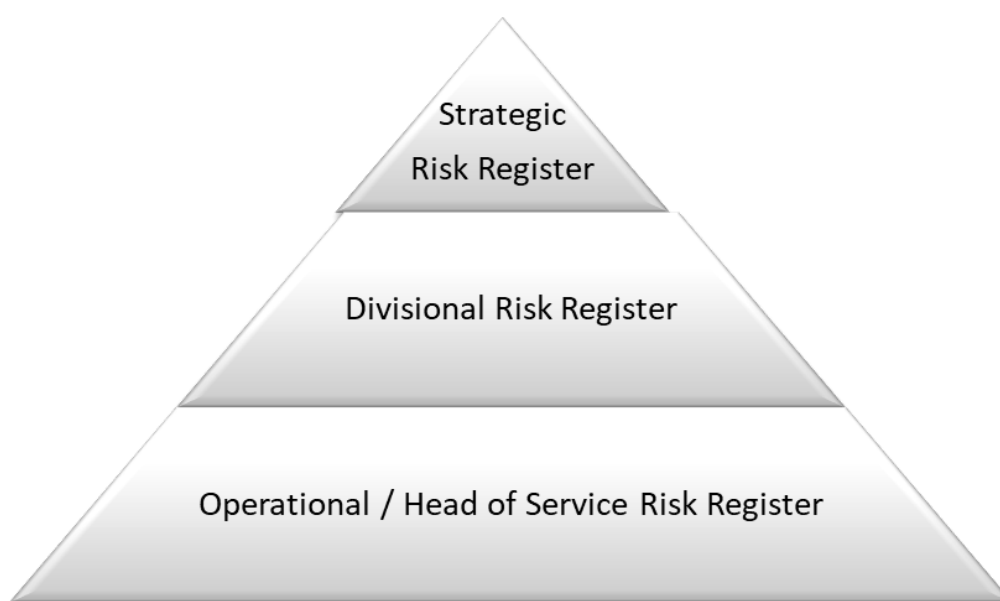 Strategic
Risk Register
Divisional Risk Register
Operational / Head of Service Risk Register